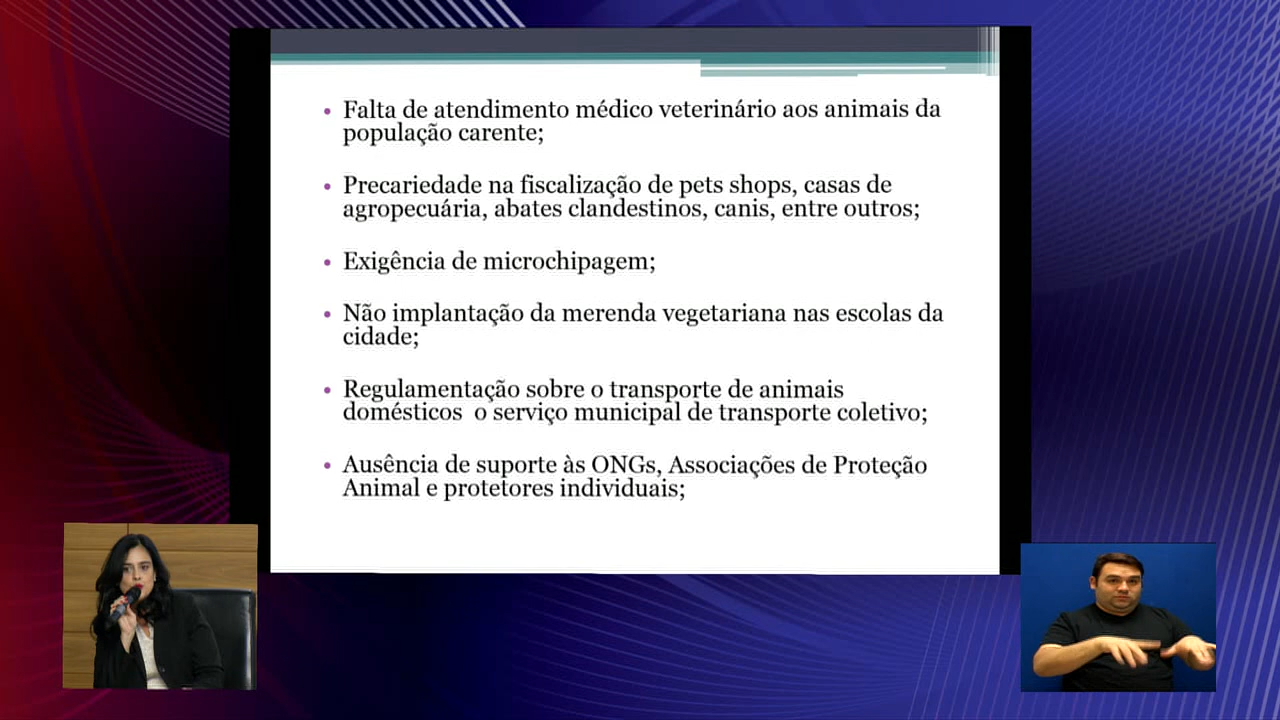 • Falta de atendimento médico veterinário aos animais da
população carente;
• Precariedade na fiscalização de pets shops, casas de
agropecuária, abates clandestinos, canis, entre outros;
• Exigência de microchipagem;
• Não implantação da merenda vegetariana nas escolas da
cidade;
• Regulamentação sobre o transporte de animais
domésticos  o serviço municipal de transporte coletivo;
• Ausência de suporte às ONGs, Associações de Proteção
Animal e protetores individuais;